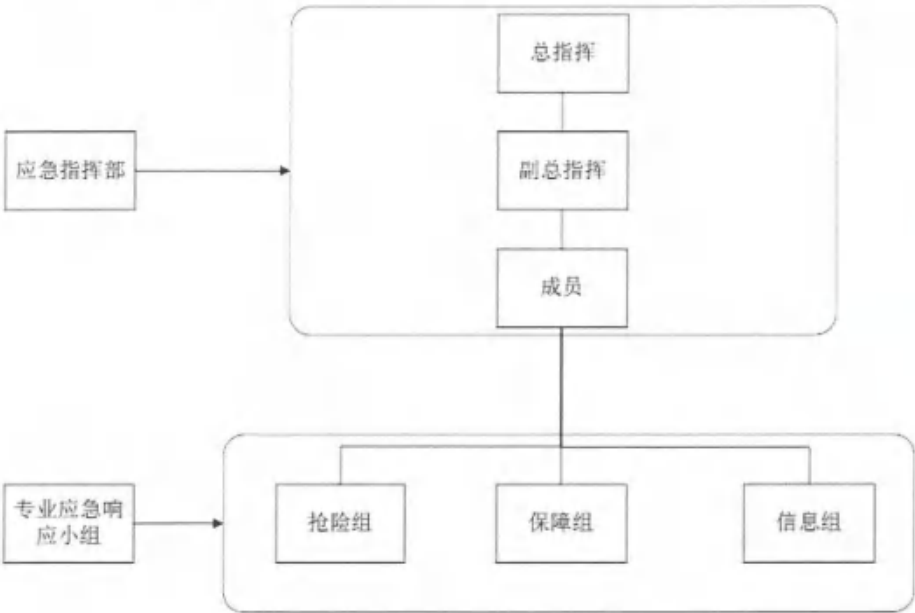 总指挥
应急指挥部
副总指挥
成员
专业应急响
应小组
抢险组
保障组
信息组